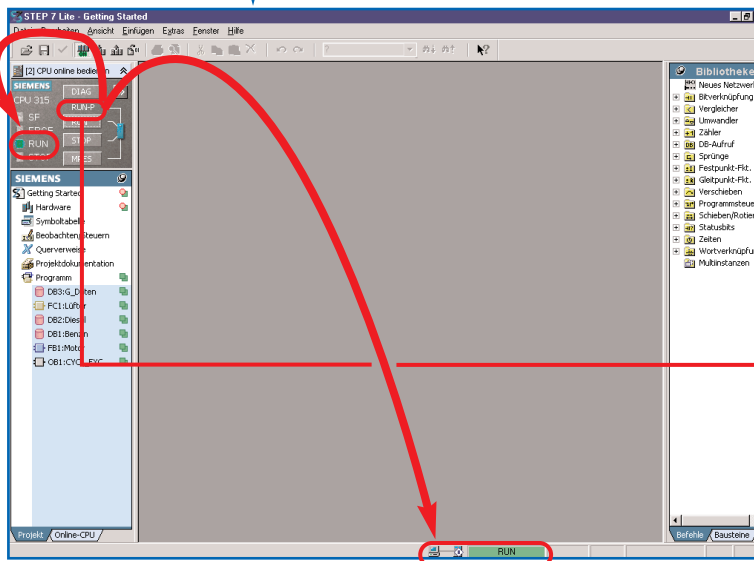 STEP 7 Lite - Getting Started
Ansicht Einfügen Extras Fenster Hilfe
?
[2] CPU online bedienen
SIEMENS
CPU 315
DIAG
RUN-P
SF
RUN
STOP
MRES
SIEMENS
Getting Started
Hardware
Symboltabelle
Beobachten/Steuern
Querverweise
Projektdokumentation
Programm
DB3:G_Daten
FC1:Lüfter
DB2:Diesel
DB1:Benzin
FB1:Motor
OB1:CYCL_EXC
Projekt
Online-CPU
RUN
Bibliotheke
Neues Netzwerk
Bitverknüpfung
Vergleicher
Umwandler
Zähler
DB-Aufruf
Sprünge
Festpunkt-Fkt.
Gleitpunkt-Fkt.
Verschieben
Programmsteue
Schieben/Rotier
Statusbits
Zeiten
Wortverknüpfu
Multiinstanzen
Befehle
Bausteine